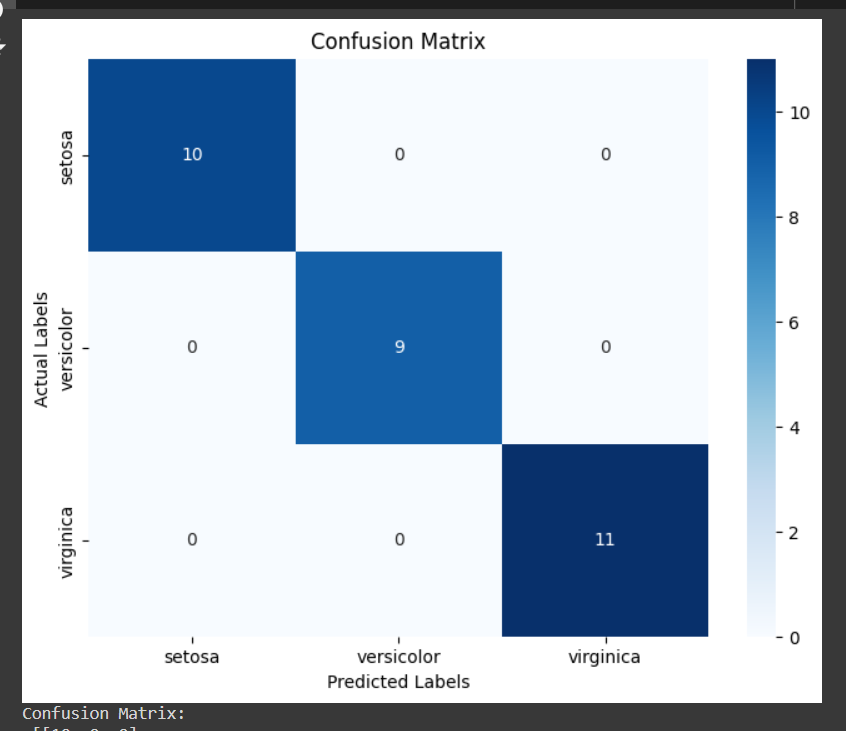 Confusion Matrix
10
0
0
0
9
0
0
0
11
setosa
versicolor
virginica
Actual Labels
setosa
versicolor
virginica
Predicted Labels
10
8
6
4
2
0
Confusion Matrix: